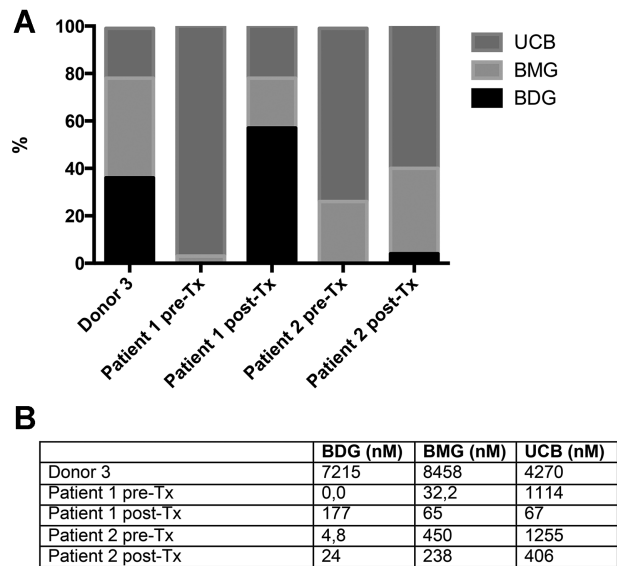 A
100
80
60
40
20
0
%
UCB
BMG
BDG
Donor 3
Patient 1 pre-Tx
Patient 1 post-Tx
Patient 2 pre-Tx
Patient 2 post-Tx
B
BDG (nM) BMG (nM) UCB (nM)
Donor 3 7215 8458 4270
Patient 1 pre-Tx 0,0 32,2 1114
Patient 1 post-Tx 177 65 67
Patient 2 pre-Tx 4,8 450 1255
Patient 2 post-Tx 24 238 406